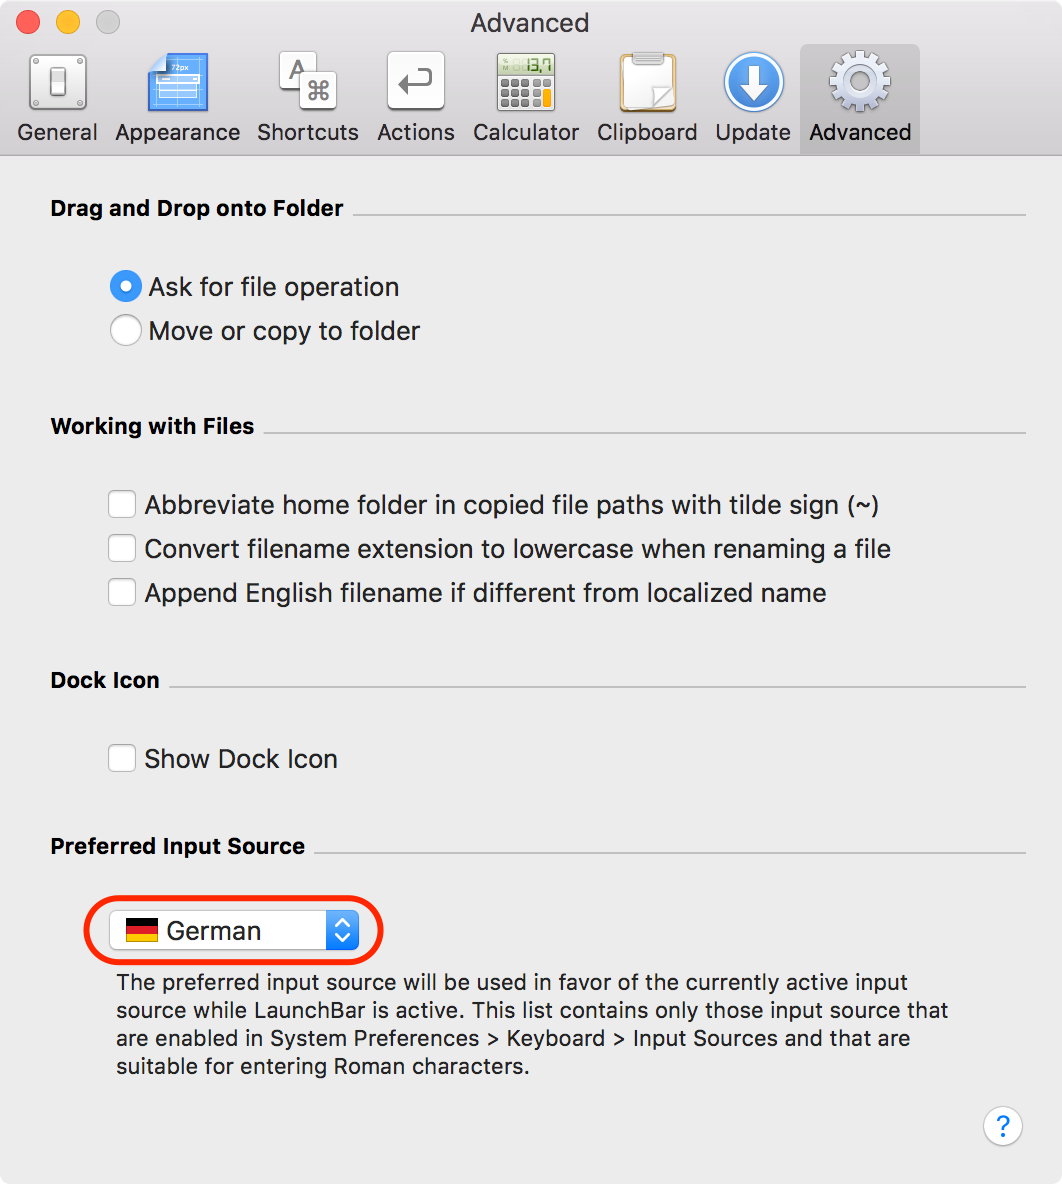 Advanced
General Appearance Shortcuts Actions Calculator Clipboard Update Advanced
Drag and Drop onto Folder
Ask for file operation
Move or copy to folder
Working with Files
Abbreviate home folder in copied file paths with tilde sign (~)
Convert filename extension to lowercase when renaming a file
Append English filename if different from localized name
Dock Icon
Show Dock Icon
Preferred Input Source
German
The preferred input source will be used in favor of the currently active input
source while LaunchBar is active. This list contains only those input source that
are enabled in System Preferences > Keyboard > Input Sources and that are
suitable for entering Roman characters.
?